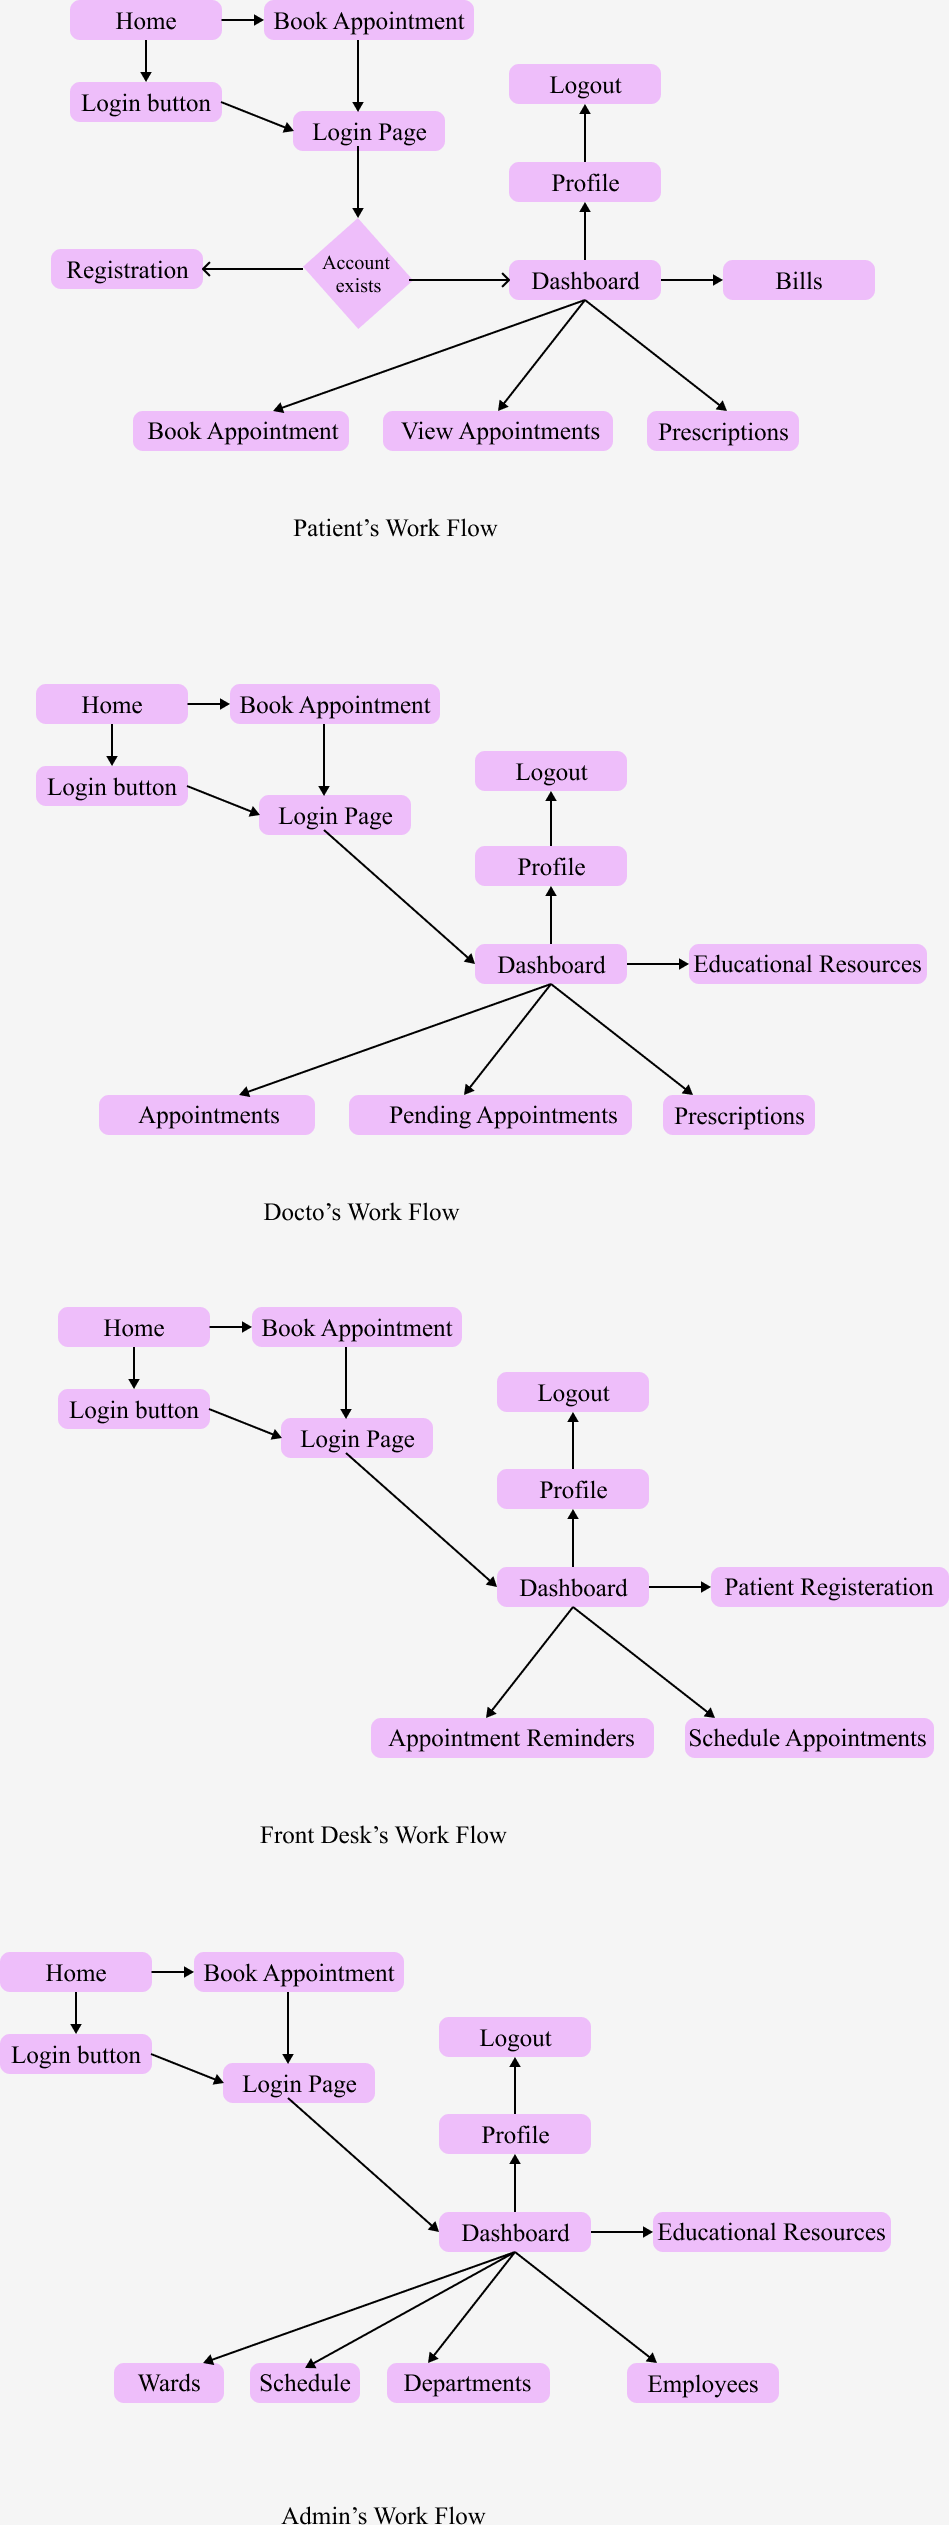 Home
Book Appointment
Logout
Login button
Login Page
Profile
Registration
Account
exists
Dashboard
Bills
Book Appointment
View Appointments
Prescriptions
Patient’s Work Flow
Home
Book Appointment
Logout
Login button
Login Page
Profile
Dashboard
Educational Resources
Appointments
Pending Appointments
Prescriptions
Docto’s Work Flow
Home
Book Appointment
Logout
Login button
Login Page
Profile
Dashboard
Patient Registeration
Appointment Reminders
Schedule Appointments
Front Desk’s Work Flow
Home
Book Appointment
Logout
Login button
Login Page
Profile
Dashboard
Educational Resources
Wards
Schedule
Departments
Employees
Admin’s Work Flow